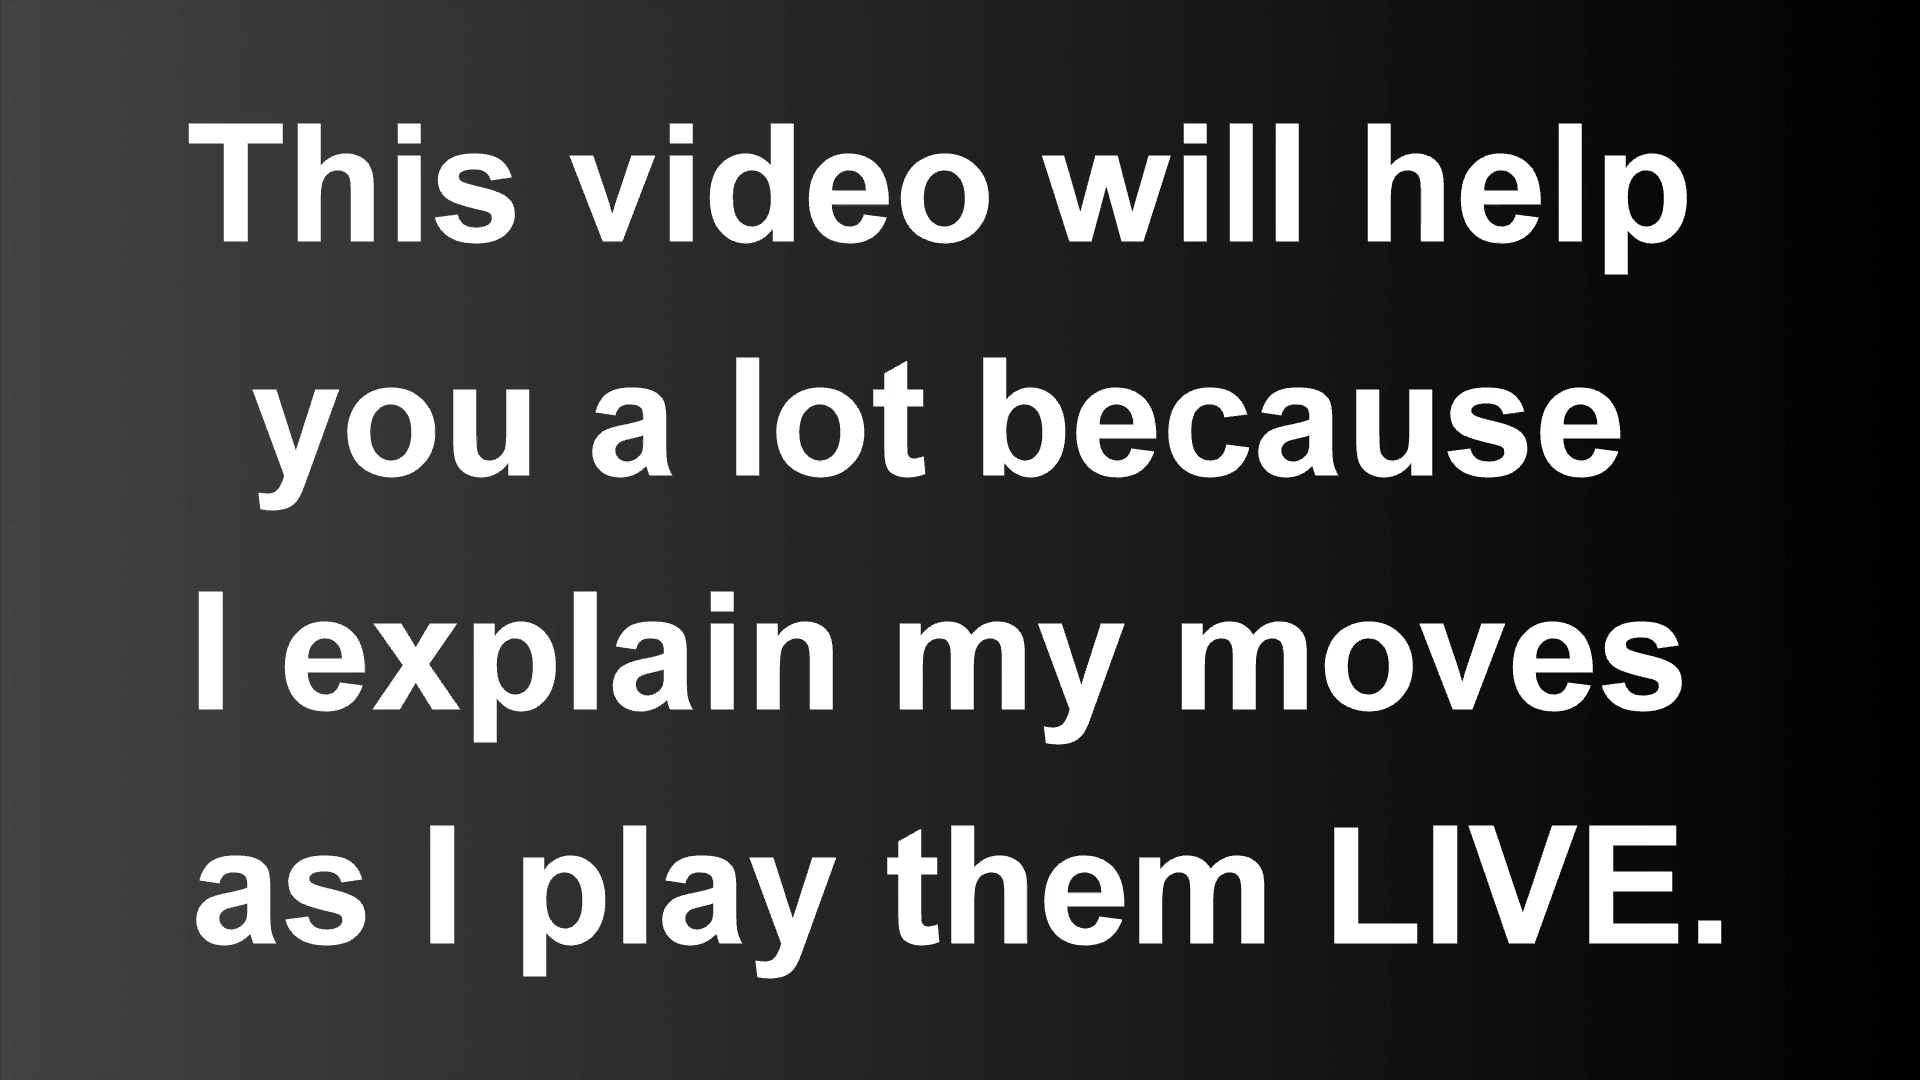 This video will help
you a lot because
I explain my moves
as I play them LIVE.